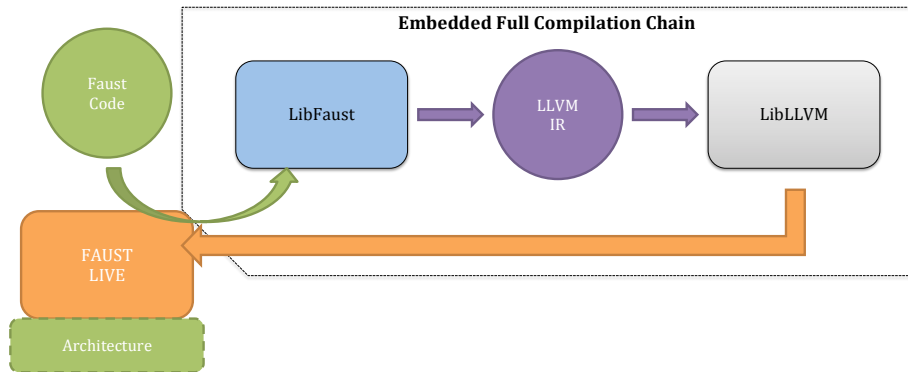 Embedded Full Compilation Chain
Faust
Code
LibFaust
LLVM
IR
LibLLVM
FAUST
LIVE
Architecture